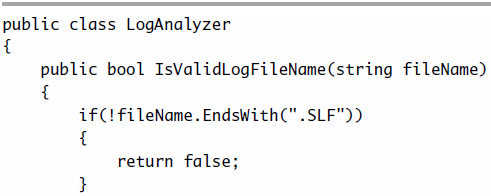 public class LogAnalyzer
{
    public bool IsValidLogFileName(string fileName)
    {
        if(!fileName.EndsWith(".SLF"))
        {
            return false;
        }